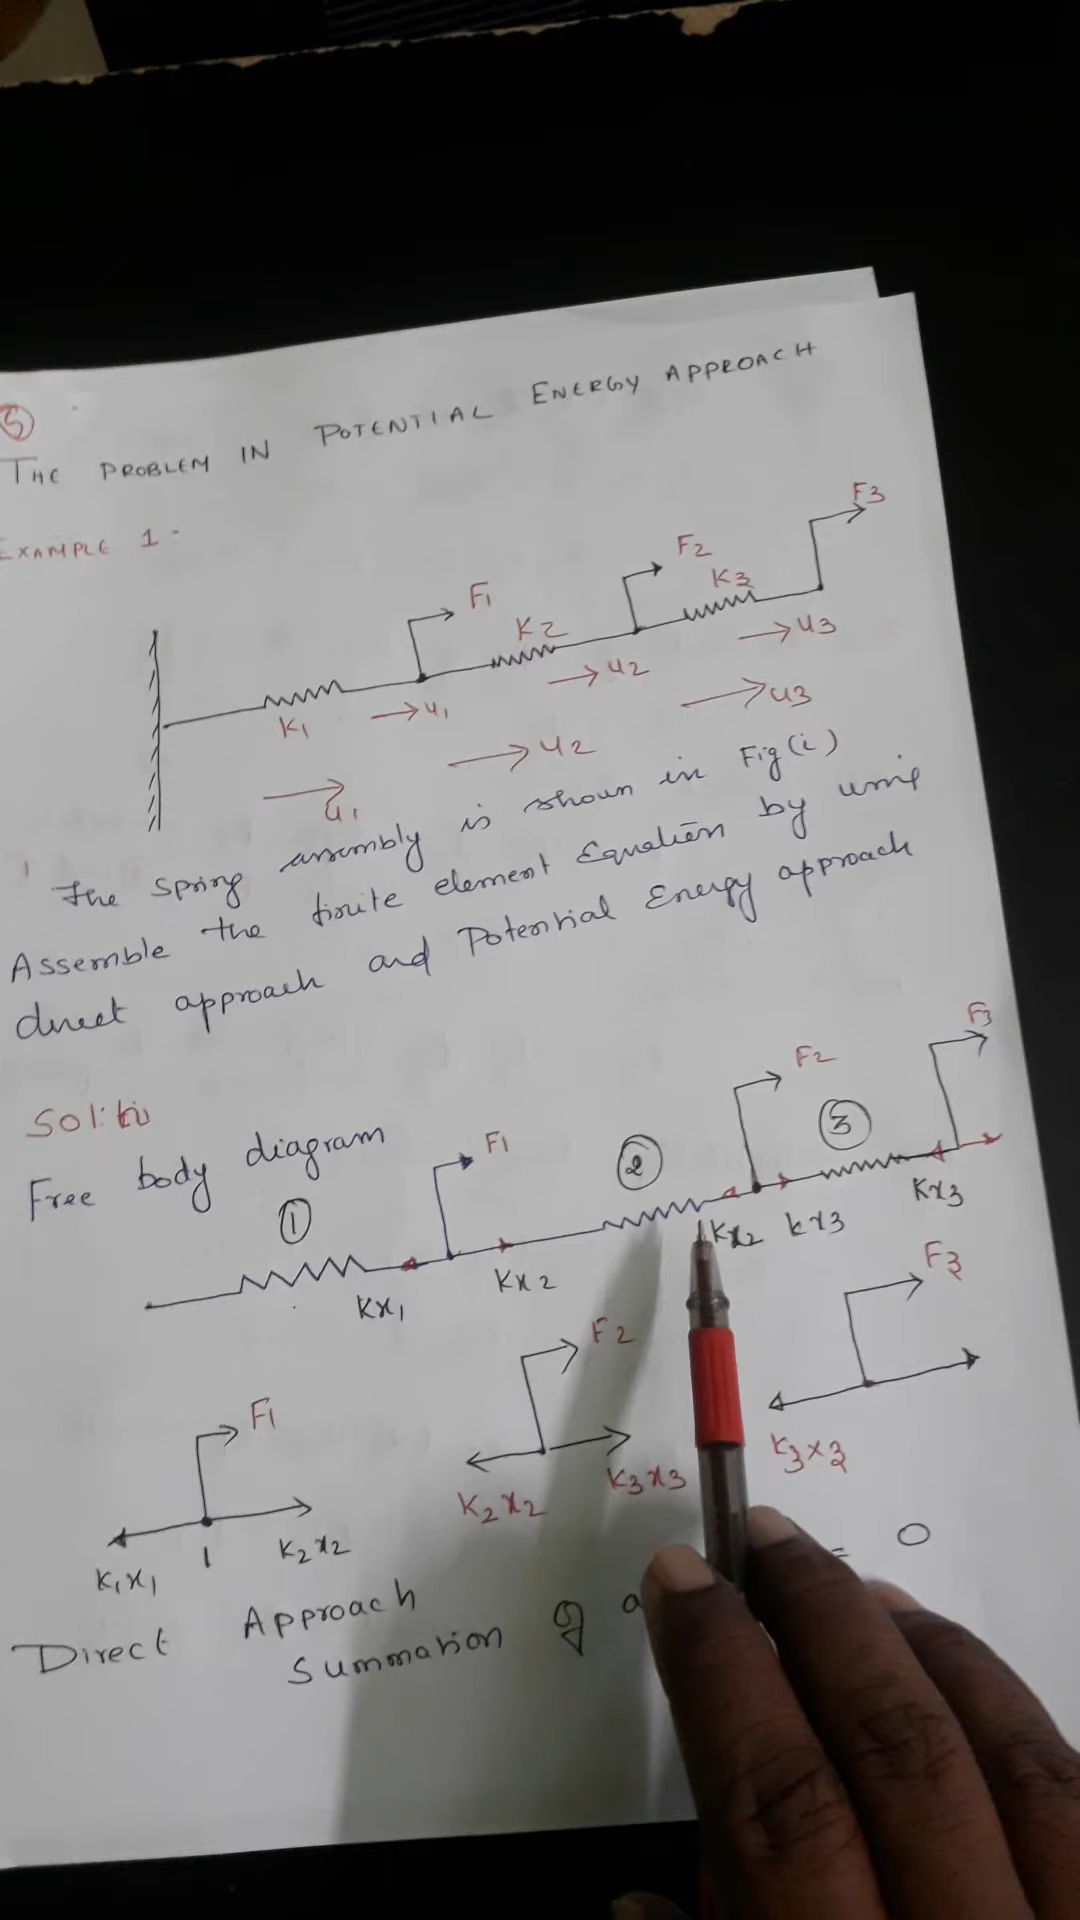 5
THE PROBLEM IN POTENTIAL ENERGY APPROACH
EXAMPLE 1 -
F3
F2
K3
F1
K2
u3
u2
K1
u1
u3
u2
u1
The spring assembly is shown in Fig (i)
Assemble the finite element Equation by
direct approach and Potential Energy approach
F3
F2
Free body diagram
F1
1
2
3
Kx1
Kx2
Kx2
kx3
Kx3
F1
F2
F3
K1x1
1
K2x2
K2x2
K3x3
K3x3
Direct Approach
Summation = 0